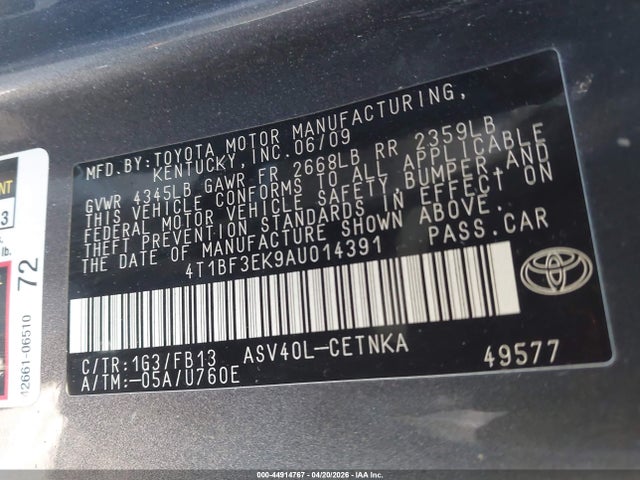 MFD.BY:TOYOTA MOTOR MANUFACTURING,
KENTUCKY, INC. 06/09
GVWR 4345LB GAWR FR 2668LB RR 2359LB
THIS VEHICLE CONFORMS TO ALL APPLICABLE
FEDERAL MOTOR VEHICLE SAFETY, BUMPER, AND
THEFT PREVENTION STANDARDS IN EFFECT ON
THE DATE OF MANUFACTURE SHOWN ABOVE.
4T1BF3EK9AU014391 PASS.CAR
C/TR:1G3/FB13 ASV40L-CETNKA
A/TM:-05A/U760E 49577
TOYOTA
3
lb.
72
12661-06510
000-44914767 | 04/20/2026 | IAA Inc.